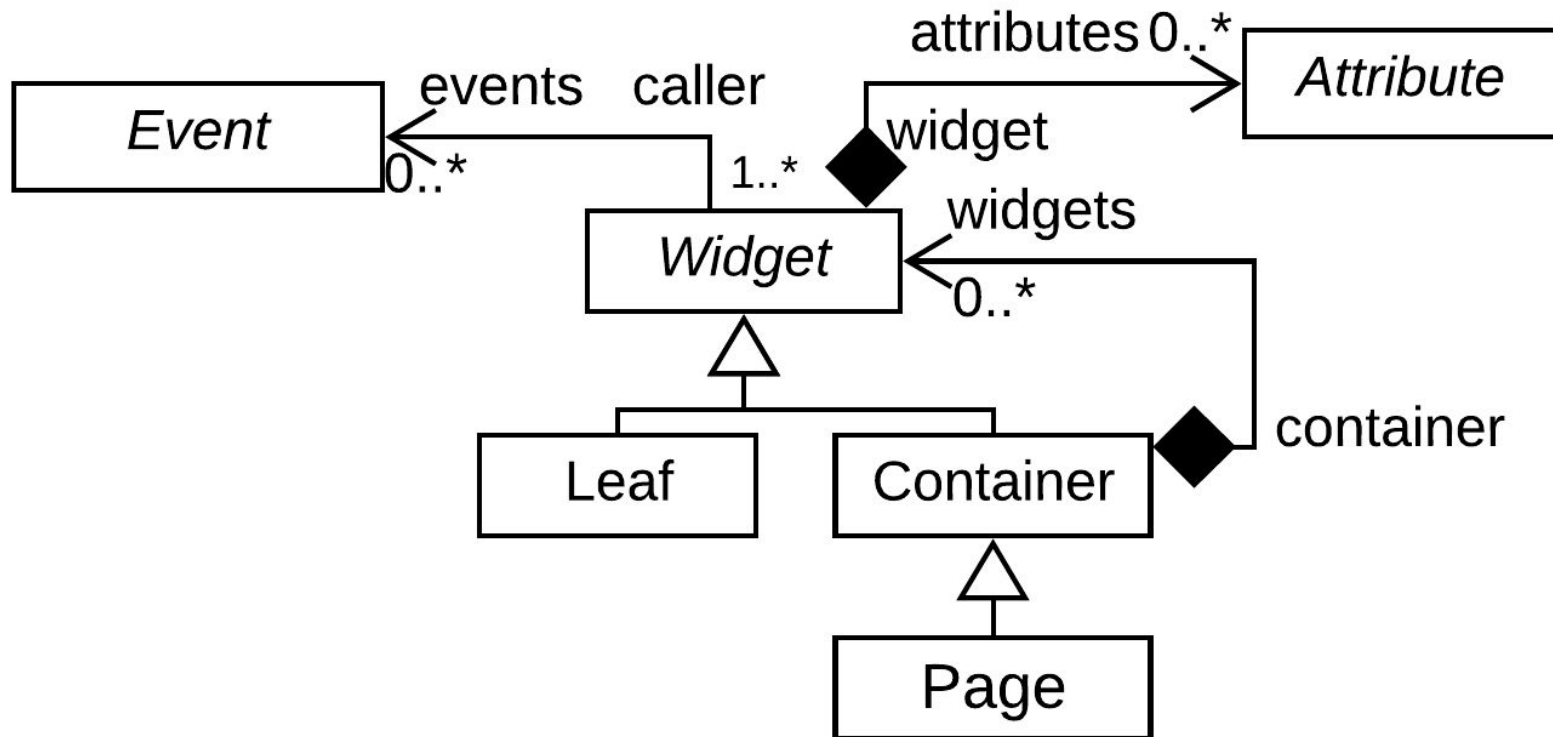 attributes 0..*
Attribute
events caller
Event
widget
0..*
1..*
widgets
Widget
0..*
container
Leaf
Container
Page